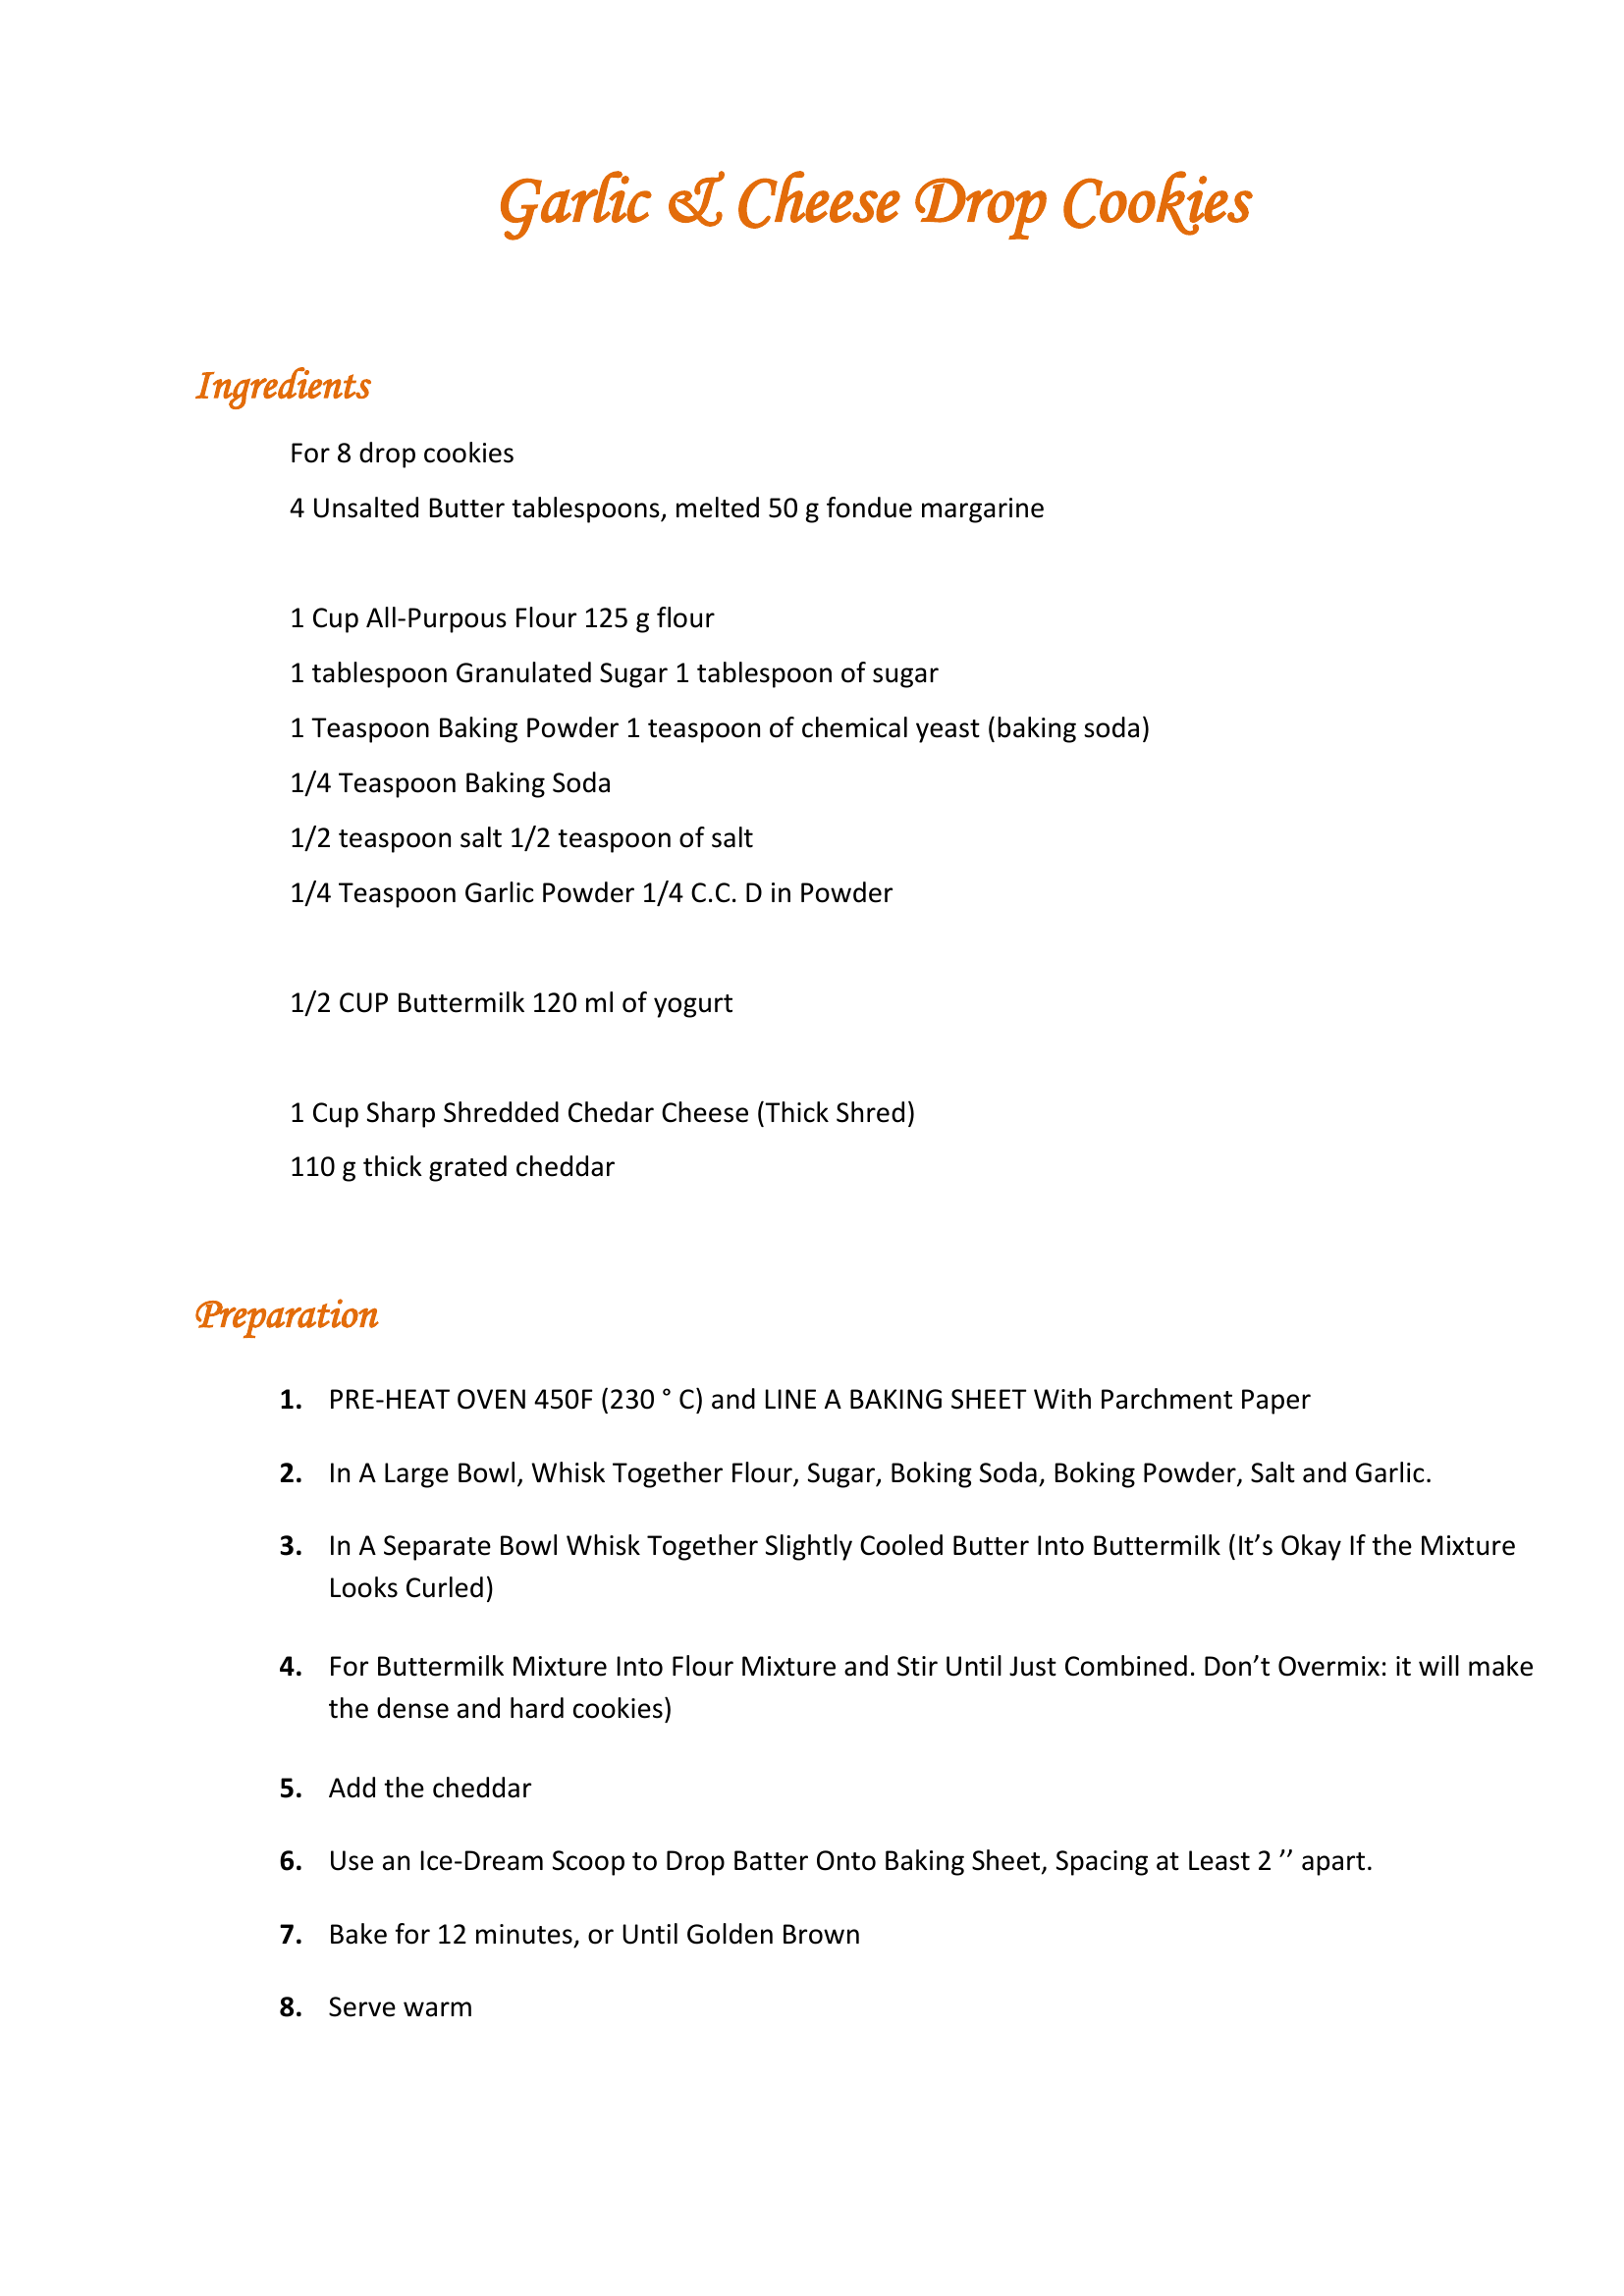 Garlic & Cheese Drop Cookies
Ingredients
For 8 drop cookies
4 Unsalted Butter tablespoons, melted 50 g fondue margarine
1 Cup All-Purpous Flour 125 g flour
1 tablespoon Granulated Sugar 1 tablespoon of sugar
1 Teaspoon Baking Powder 1 teaspoon of chemical yeast (baking soda)
1/4 Teaspoon Baking Soda
1/2 teaspoon salt 1/2 teaspoon of salt
1/4 Teaspoon Garlic Powder 1/4 C.C. D in Powder
1/2 CUP Buttermilk 120 ml of yogurt
1 Cup Sharp Shredded Chedar Cheese (Thick Shred)
110 g thick grated cheddar
Preparation
1. PRE-HEAT OVEN 450F (230 ° C) and LINE A BAKING SHEET With Parchment Paper
2. In A Large Bowl, Whisk Together Flour, Sugar, Boking Soda, Boking Powder, Salt and Garlic.
3. In A Separate Bowl Whisk Together Slightly Cooled Butter Into Buttermilk (It’s Okay If the Mixture
Looks Curled)
4. For Buttermilk Mixture Into Flour Mixture and Stir Until Just Combined. Don’t Overmix: it will make
the dense and hard cookies)
5. Add the cheddar
6. Use an Ice-Dream Scoop to Drop Batter Onto Baking Sheet, Spacing at Least 2 ’’ apart.
7. Bake for 12 minutes, or Until Golden Brown
8. Serve warm